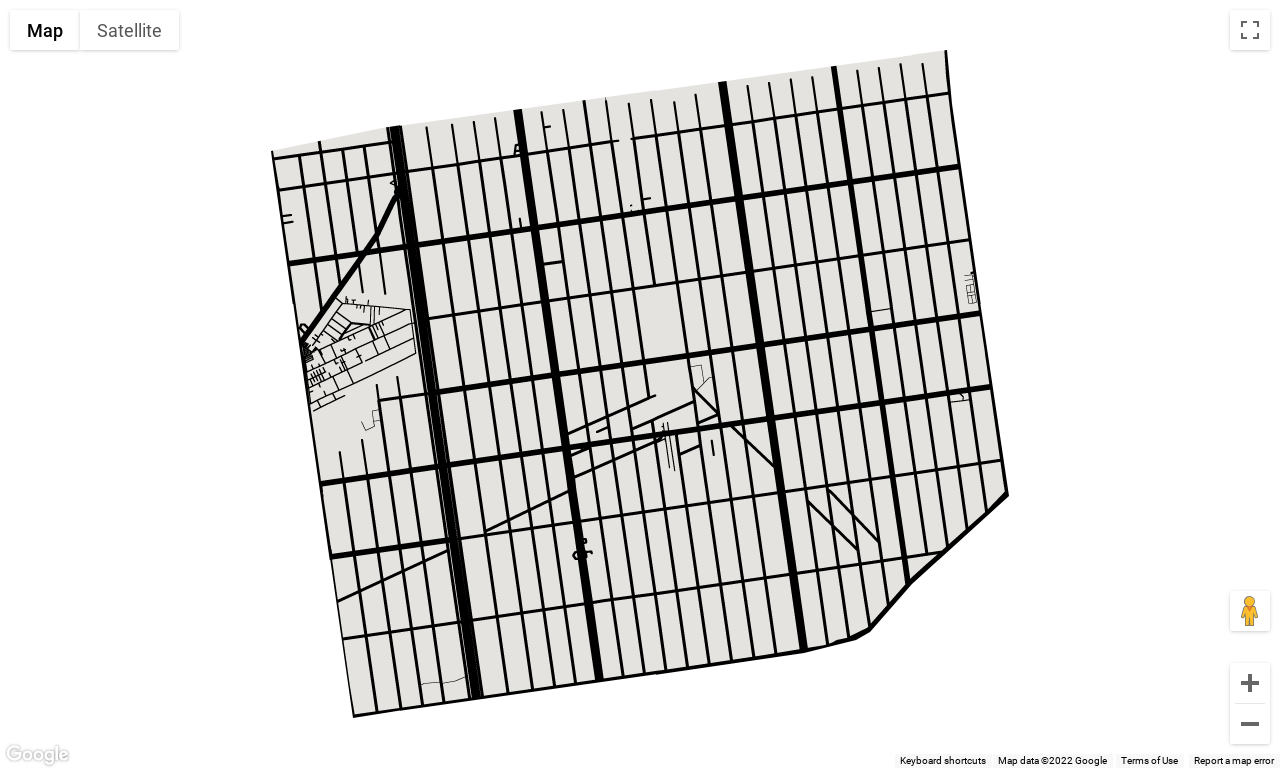 Map Satellite
Google
Keyboard shortcuts Map data ©2022 Google Terms of Use Report a map error